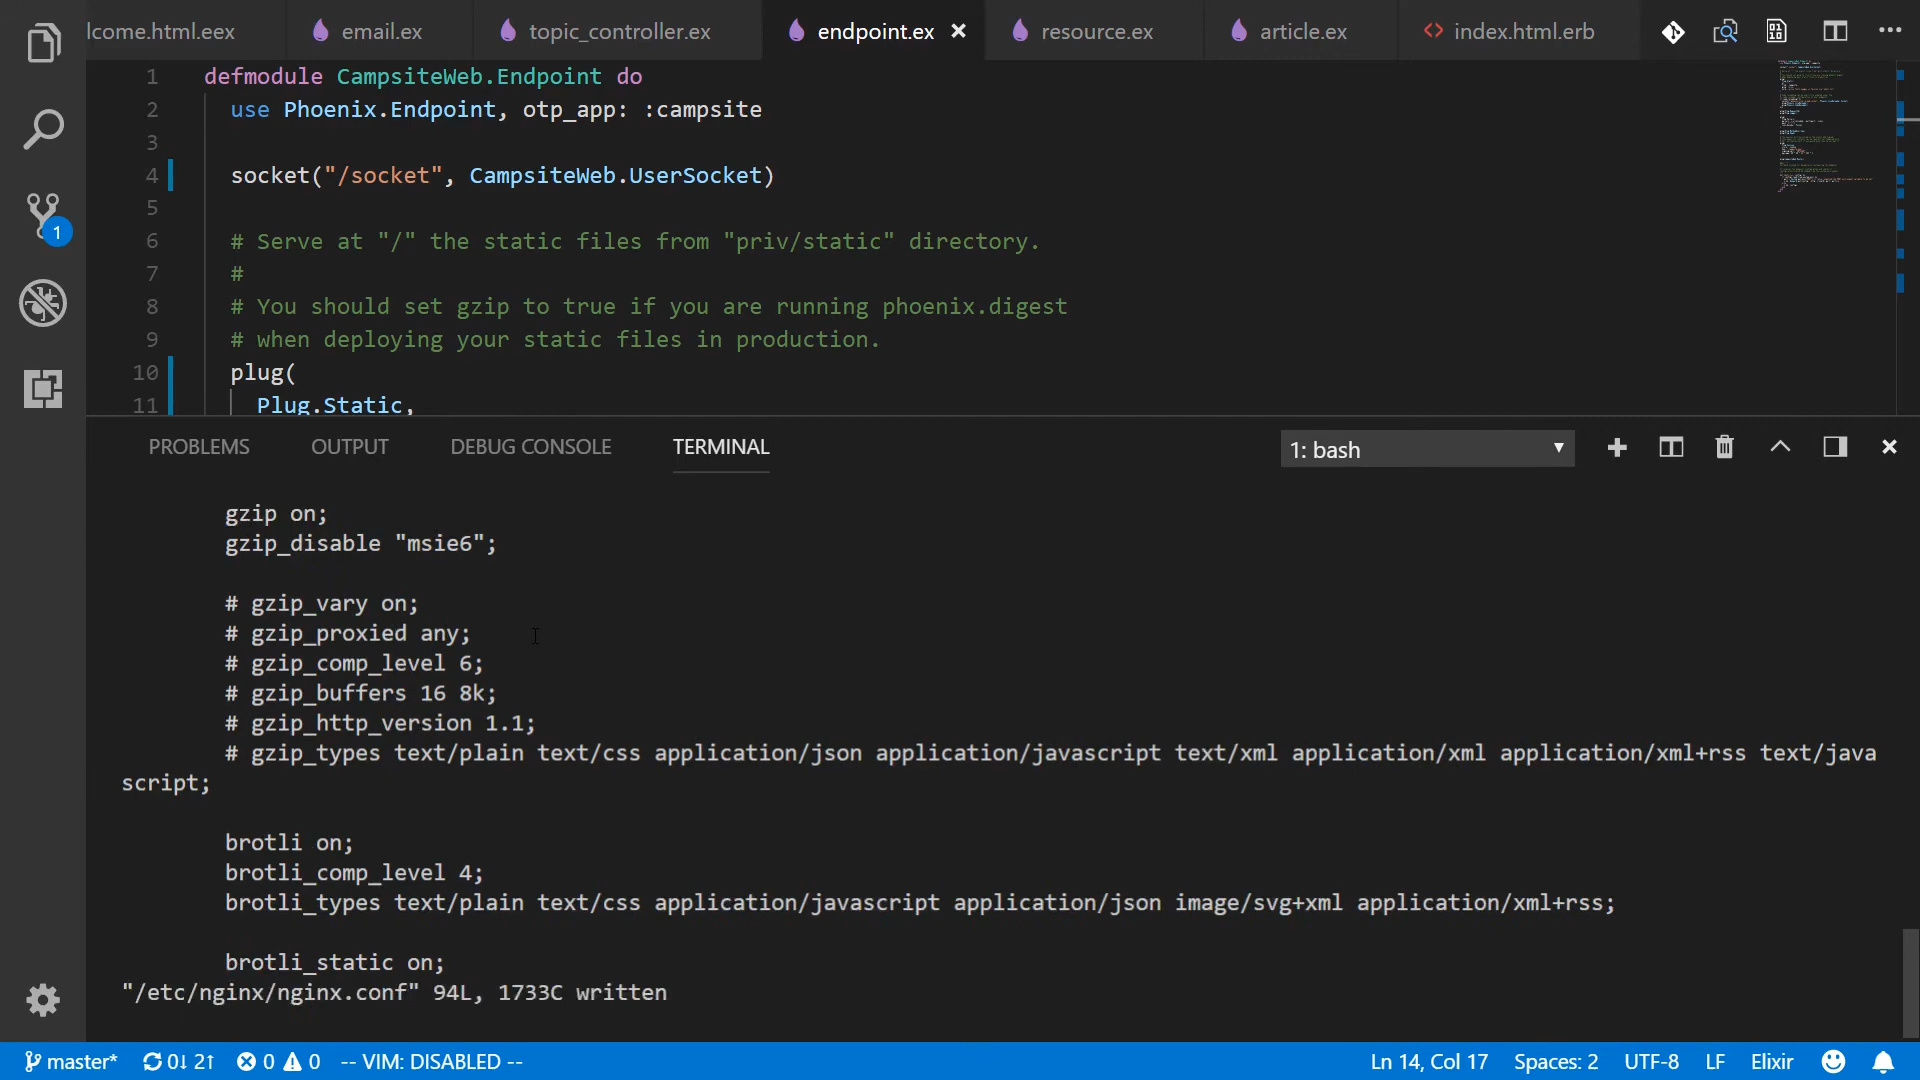 lcome.html.eex email.ex topic_controller.ex endpoint.ex resource.ex article.ex index.html.erb
1 defmodule CampsiteWeb.Endpoint do
2 use Phoenix.Endpoint, otp_app: :campsite
3
4 socket("/socket", CampsiteWeb.UserSocket)
5
6 # Serve at "/" the static files from "priv/static" directory.
7 #
8 # You should set gzip to true if you are running phoenix.digest
9 # when deploying your static files in production.
10 plug(
11 Plug.Static,
1
PROBLEMS OUTPUT DEBUG CONSOLE TERMINAL 1: bash
gzip on;
gzip_disable "msie6";
# gzip_vary on;
# gzip_proxied any;
# gzip_comp_level 6;
# gzip_buffers 16 8k;
# gzip_http_version 1.1;
# gzip_types text/plain text/css application/json application/javascript text/xml application/xml application/xml+rss text/java
script;
brotli on;
brotli_comp_level 4;
brotli_types text/plain text/css application/javascript application/json image/svg+xml application/xml+rss;
brotli_static on;
"/etc/nginx/nginx.conf" 94L, 1733C written
master* 0↓ 2↑ 0 0 -- VIM: DISABLED -- Ln 14, Col 17 Spaces: 2 UTF-8 LF Elixir